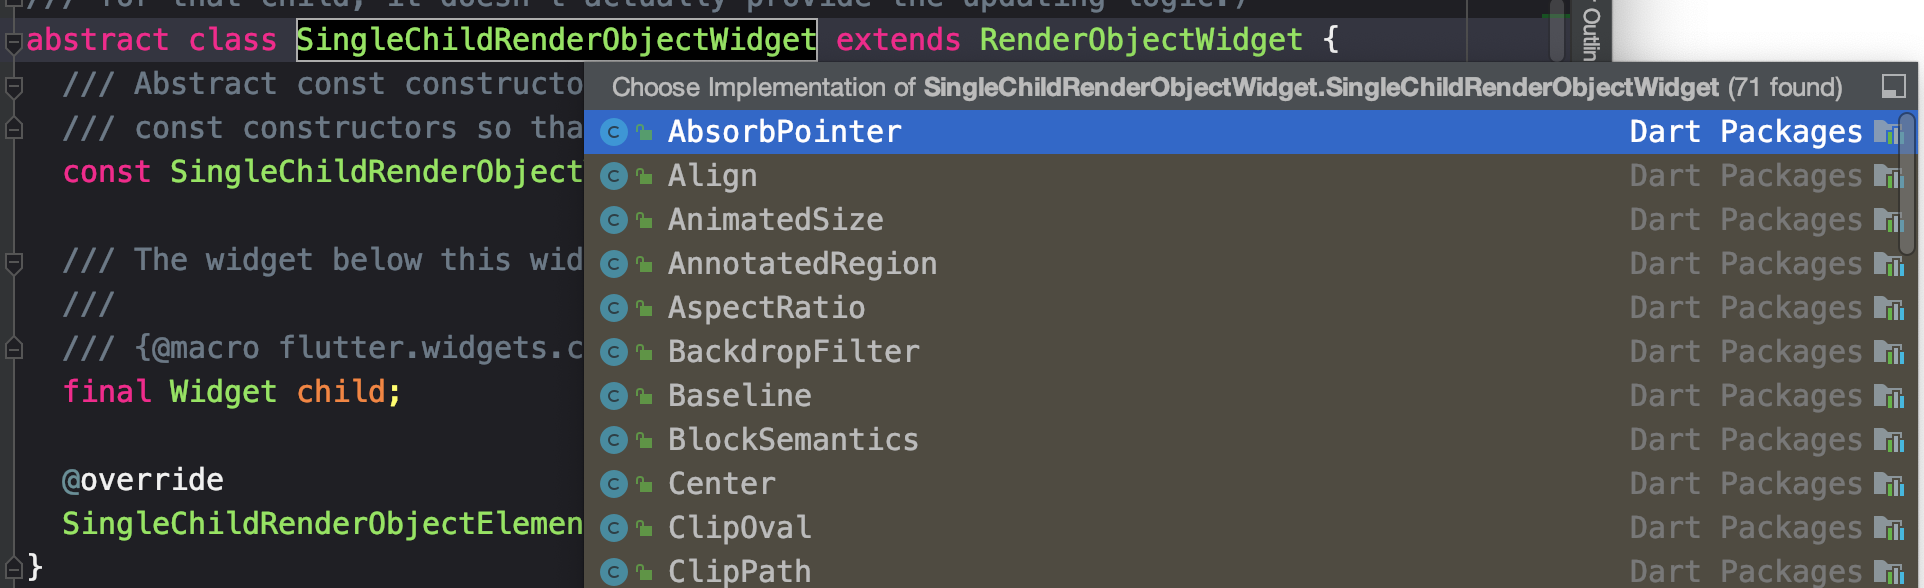 /// for that child, it doesn't actually provide the updating logic.)
abstract class SingleChildRenderObjectWidget extends RenderObjectWidget {
/// Abstract const constructo
/// const constructors so tha
const SingleChildRenderObject
/// The widget below this wid
///
/// {@macro flutter.widgets.c
final Widget child;
@override
SingleChildRenderObjectElemen
}
Choose Implementation of SingleChildRenderObjectWidget.SingleChildRenderObjectWidget (71 found)
C AbsorbPointer Dart Packages
C Align Dart Packages
C AnimatedSize Dart Packages
C AnnotatedRegion Dart Packages
C AspectRatio Dart Packages
C BackdropFilter Dart Packages
C Baseline Dart Packages
C BlockSemantics Dart Packages
C Center Dart Packages
C ClipOval Dart Packages
C ClipPath Dart Packages
Outlin